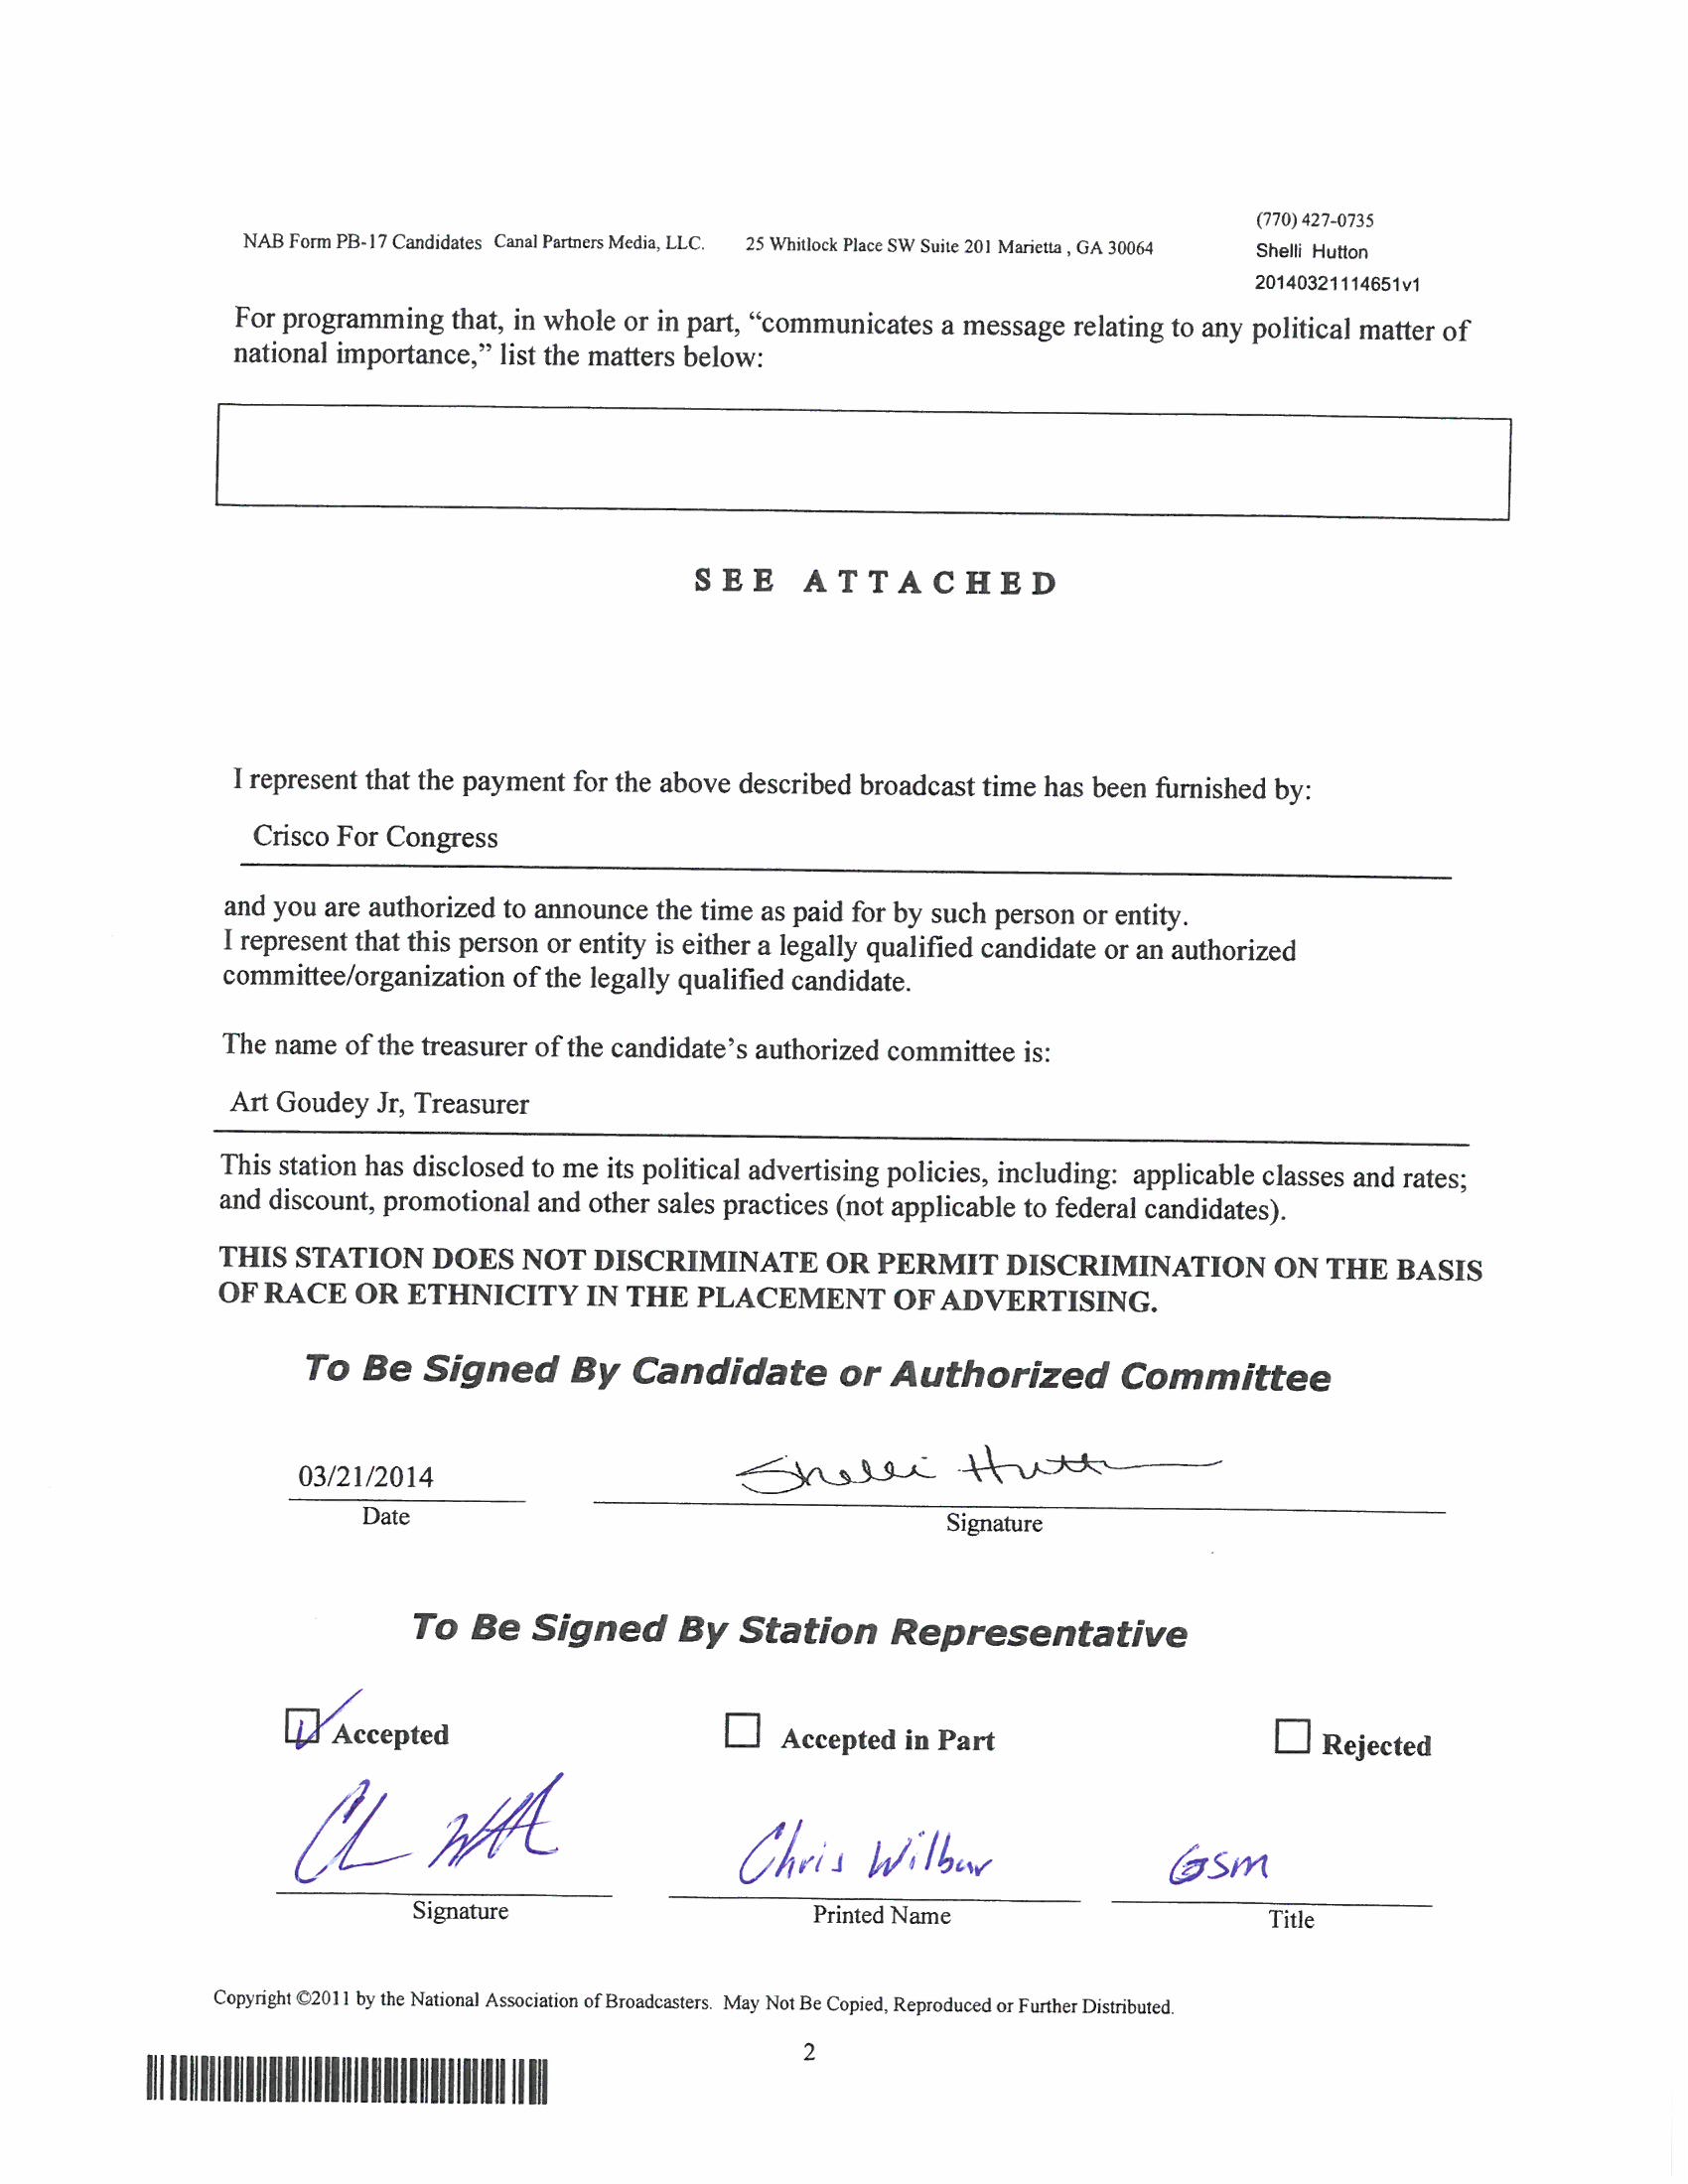 (770) 427-0735
NAB Form PB-17 Candidates Canal Partners Media, LLC. 25 Whitlock Place SW Suite 201 Marietta , GA 30064
Shelli Hutton
20140321114651v1
For programming that, in whole or in part, “communicates a message relating to any political matter of
national importance,” list the matters below:
SEE ATTACHED
I represent that the payment for the above described broadcast time has been furnished by:
Crisco For Congress
and you are authorized to announce the time as paid for by such person or entity.
I represent that this person or entity is either a legally qualified candidate or an authorized
committee/organization of the legally qualified candidate.
The name of the treasurer of the candidate’s authorized committee is:
Art Goudey Jr, Treasurer
This station has disclosed to me its political advertising policies, including: applicable classes and rates;
and discount, promotional and other sales practices (not applicable to federal candidates).
THIS STATION DOES NOT DISCRIMINATE OR PERMIT DISCRIMINATION ON THE BASIS
OF RACE OR ETHNICITY IN THE PLACEMENT OF ADVERTISING.
To Be Signed By Candidate or Authorized Committee
03/21/2014 Shelli Hutton
Date Signature
To Be Signed By Station Representative
Accepted Accepted in Part Rejected
Chris Wilbur GSM
Signature Printed Name Title
Copyright ©2011 by the National Association of Broadcasters. May Not Be Copied, Reproduced or Further Distributed.
2